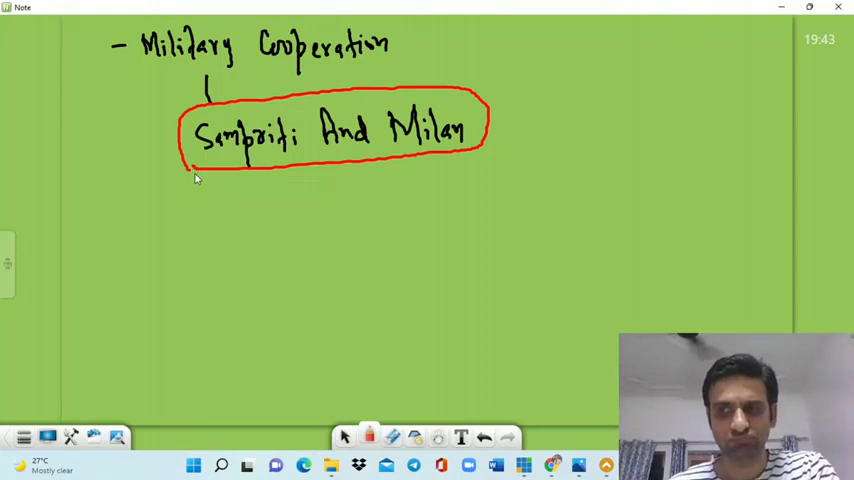 Note
19:43
- Military Cooperation
Sampriti And Milan
27°C
Mostly clear